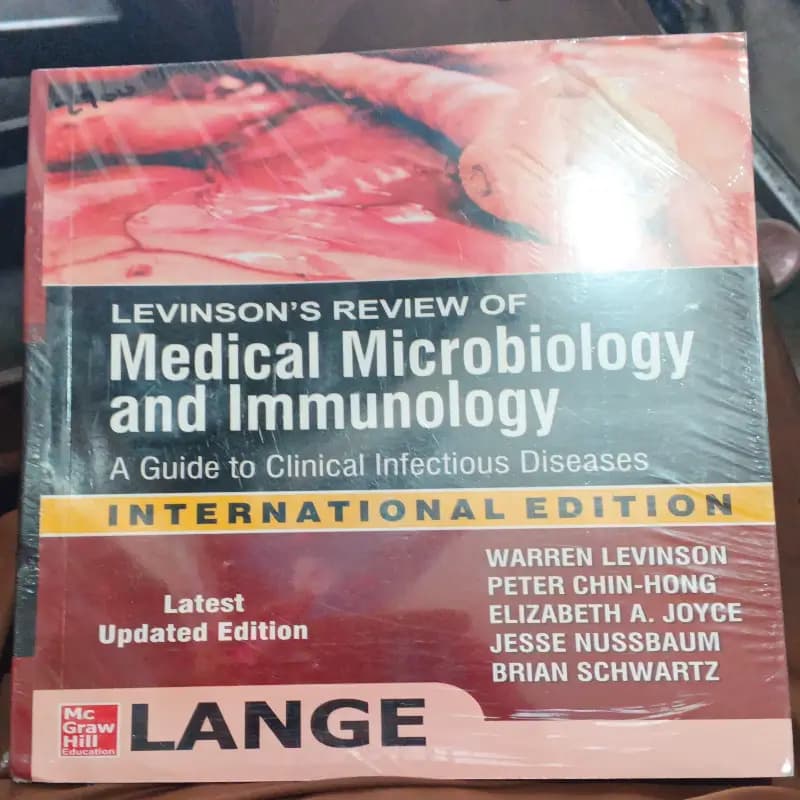 LEVINSON'S REVIEW OF
Medical Microbiology
and Immunology
A Guide to Clinical Infectious Diseases
INTERNATIONAL EDITION
WARREN LEVINSON
PETER CHIN-HONG
ELIZABETH A. JOYCE
JESSE NUSSBAUM
BRIAN SCHWARTZ
Latest
Updated Edition
Mc
Graw
Hill
Education
LANGE